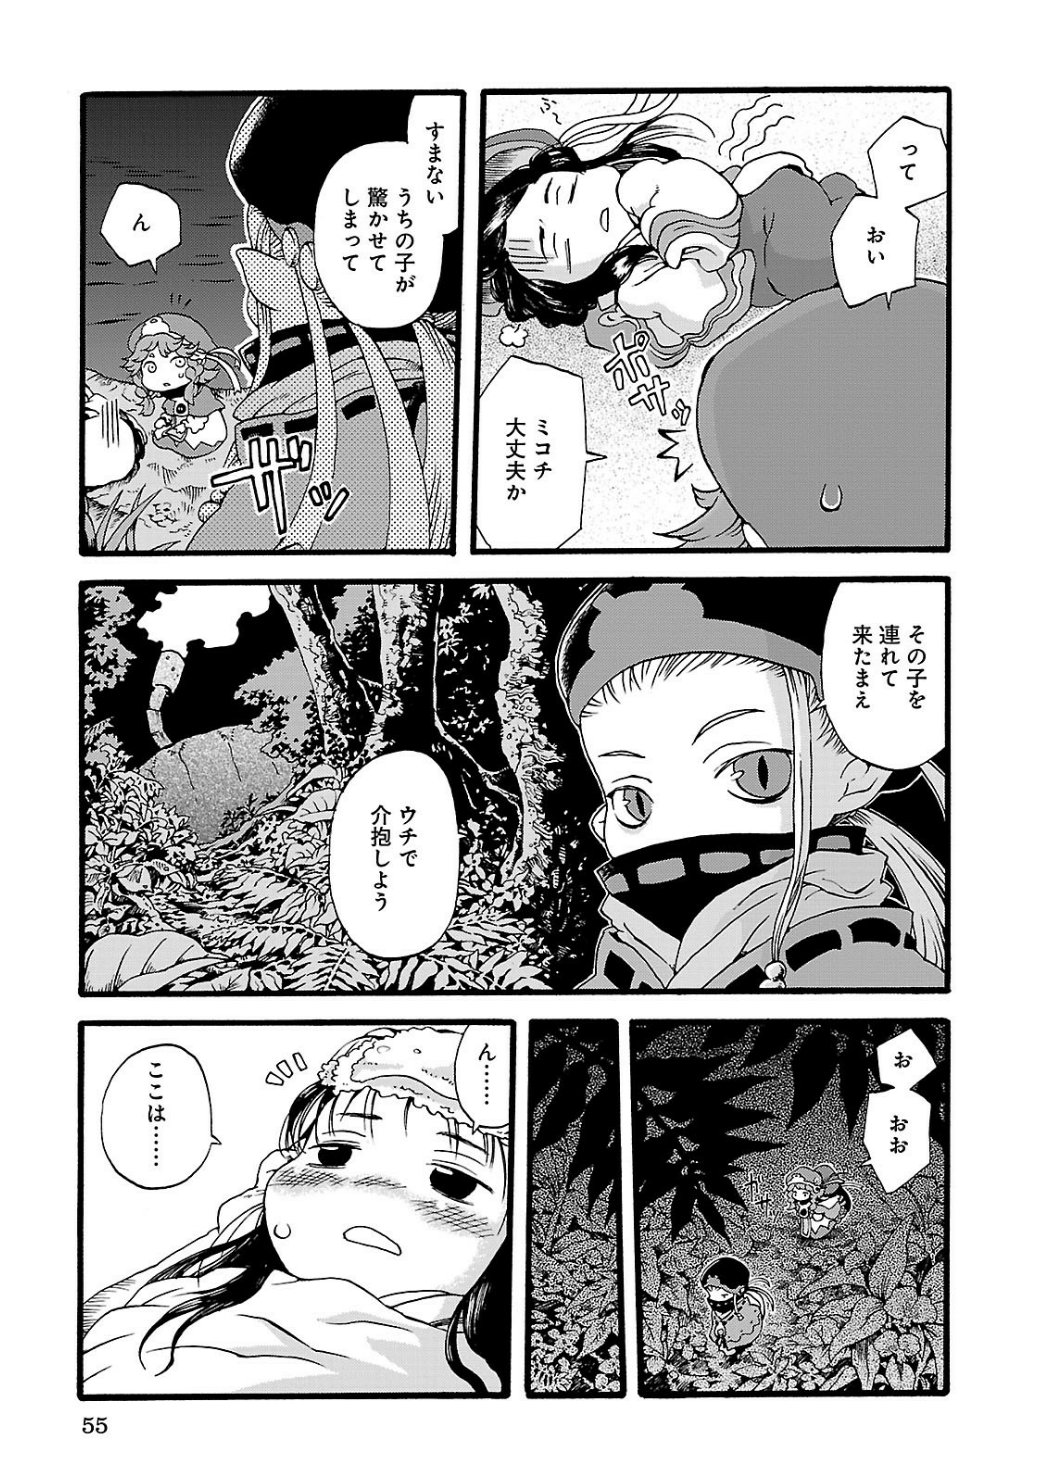 って
おい
ふ〜
ポサッ
ミコチ
大丈夫か
すまない
うちの子が
驚かせて
しまって
ん
ザッ
その子を
連れて
来たまえ
ウチで
介抱しよう
お
おお
ガサ
ん……
ここは……
55